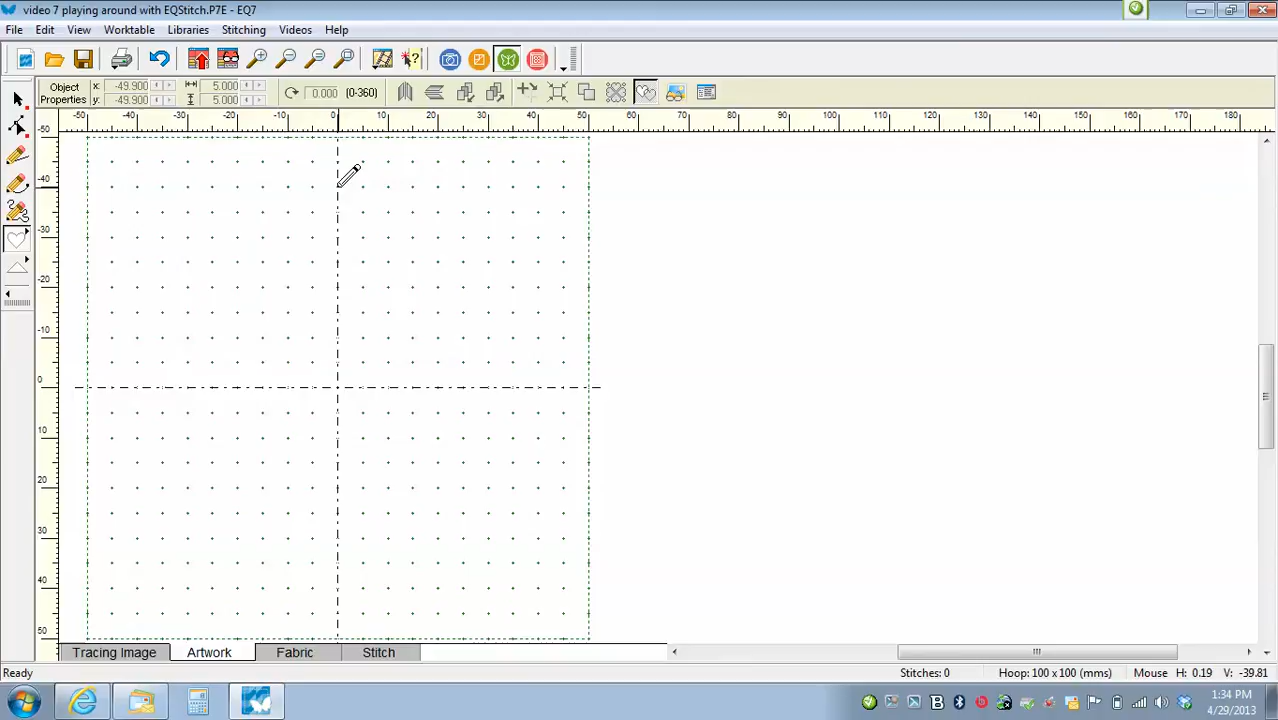 video 7 playing around with EQStitch.P7E - EQ7
File Edit View Worktable Libraries Stitching Videos Help
Object Properties x: -49.900 5.000 0.000 (0-360)
y: -49.900 5.000
-50 -40 -30 -20 -10 0 10 20 30 40 50 60 70 80 90 100 110 120 130 140 150 160 170 180
-50
-40
-30
-20
-10
0
10
20
30
40
50
Tracing Image Artwork Fabric Stitch
Ready Stitches: 0 Hoop: 100 x 100 (mms) Mouse H: 0.19 V: -39.81
1:34 PM
4/29/2013